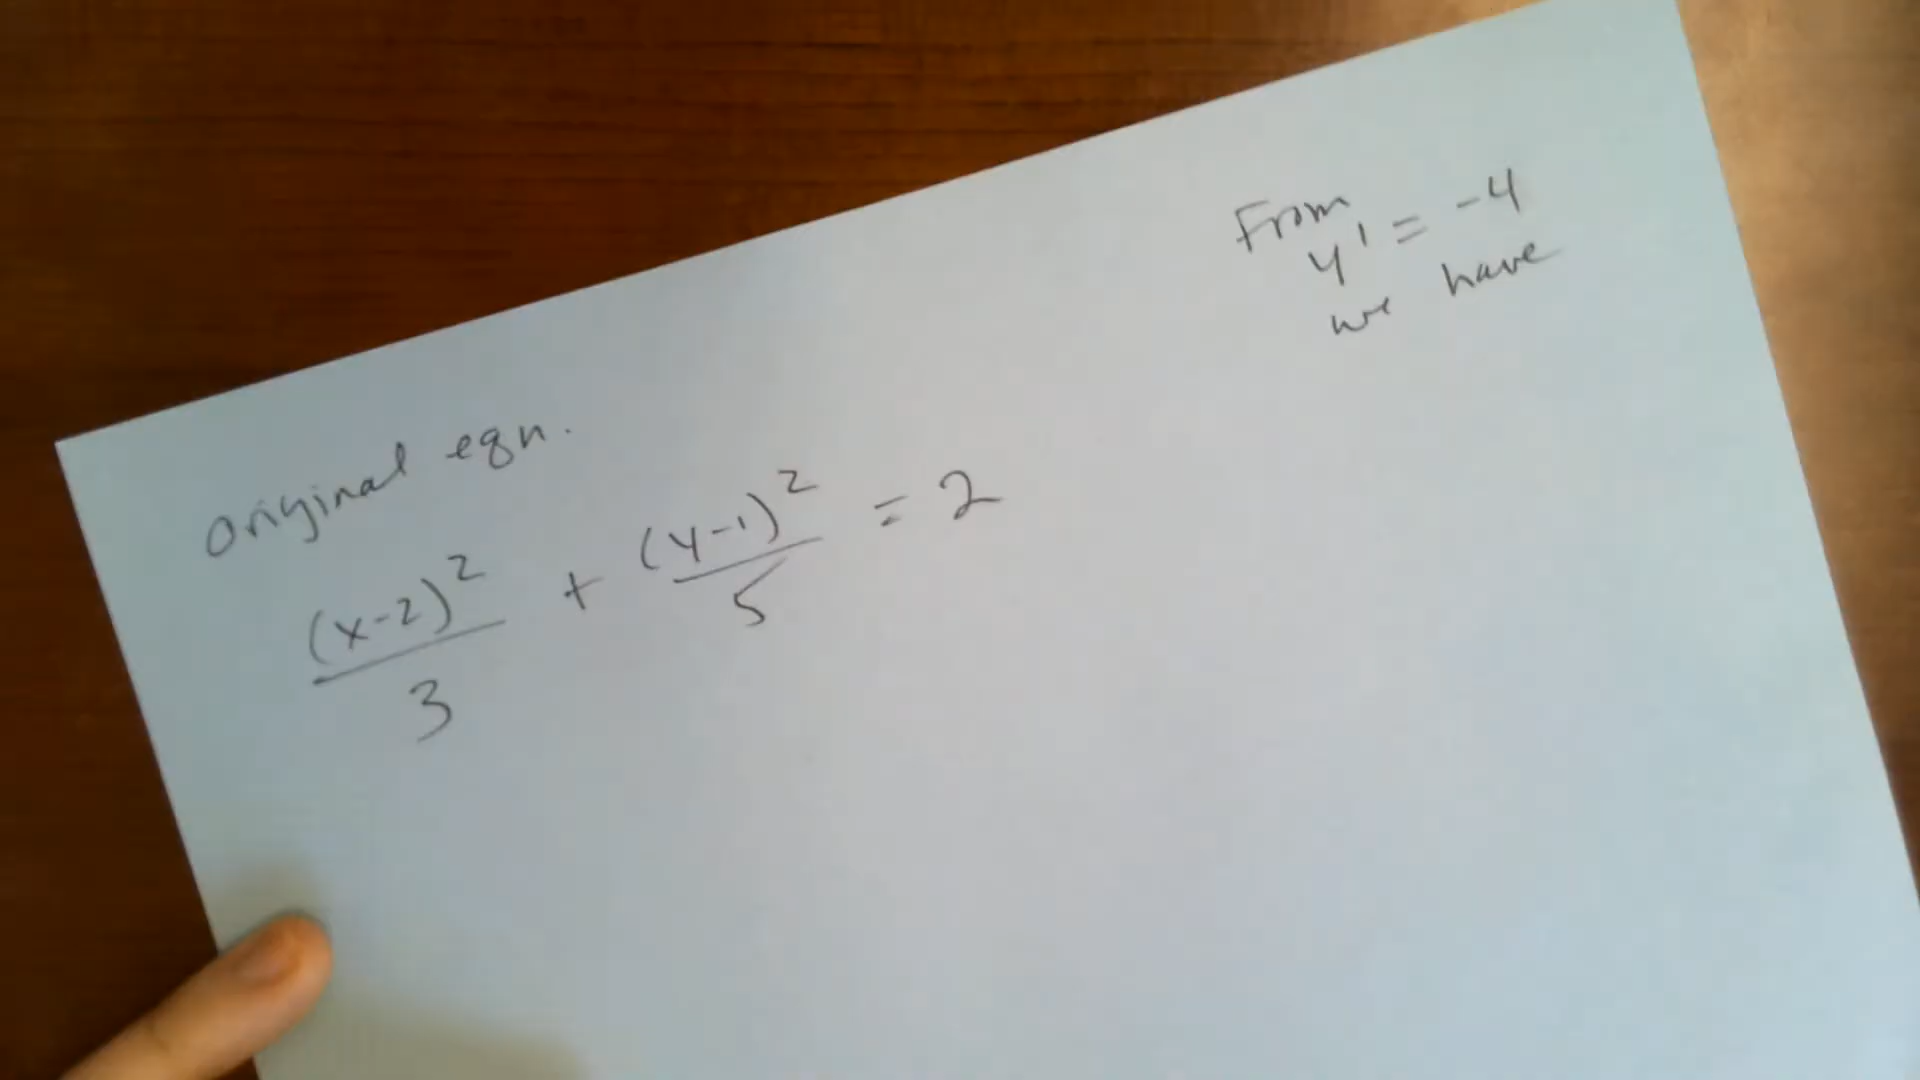 Original eqn.
(x-2)²/3 + (y-1)²/5 = 2
From
y' = -4
we have